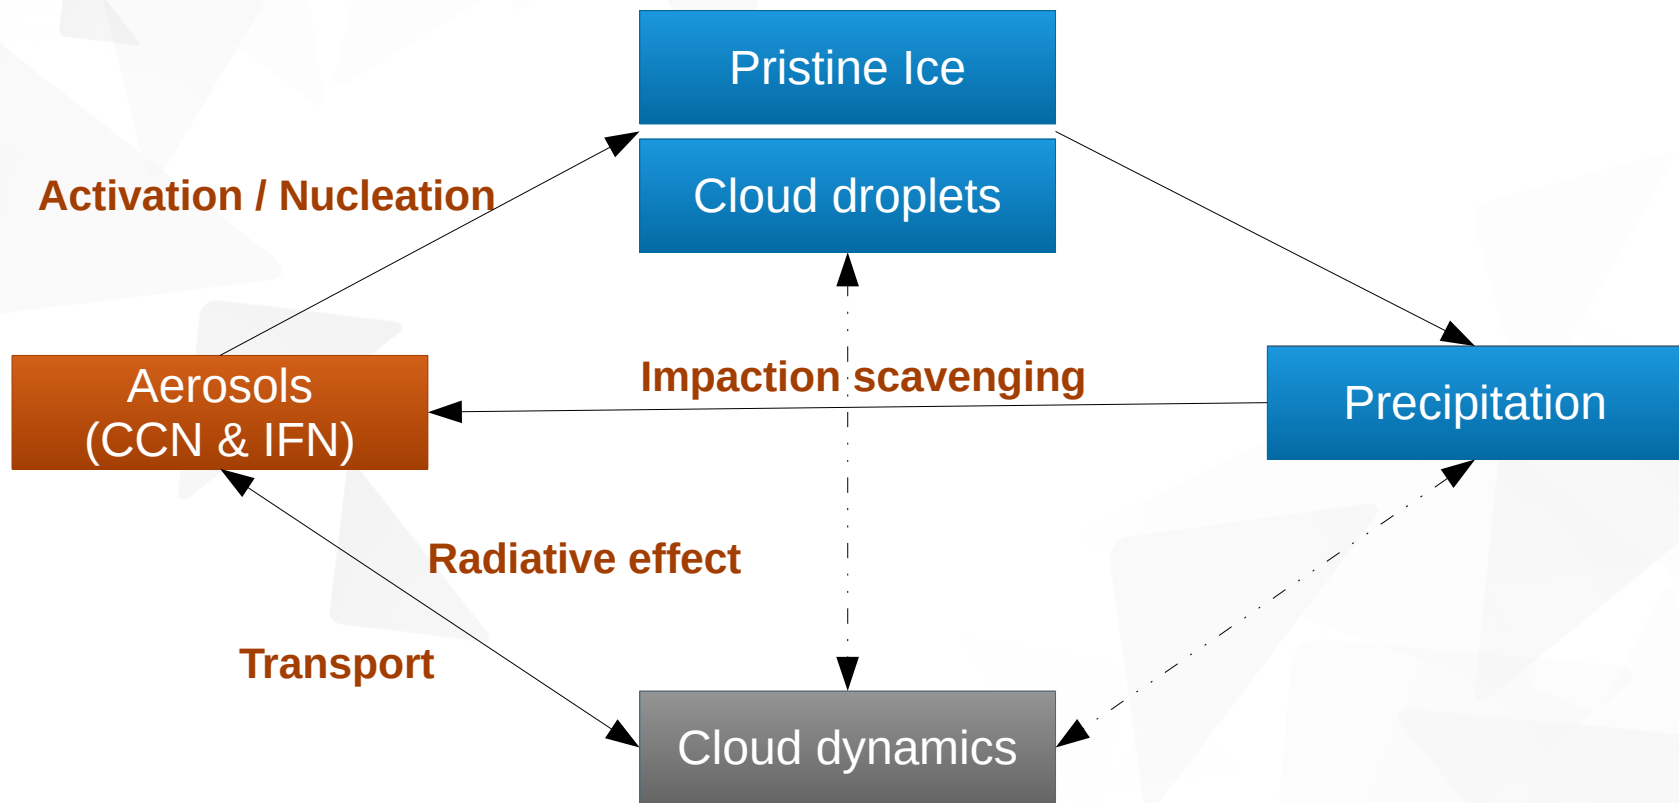 Pristine Ice
Activation / Nucleation
Cloud droplets
Aerosols
(CCN & IFN)
Impaction scavenging
Precipitation
Radiative effect
Transport
Cloud dynamics